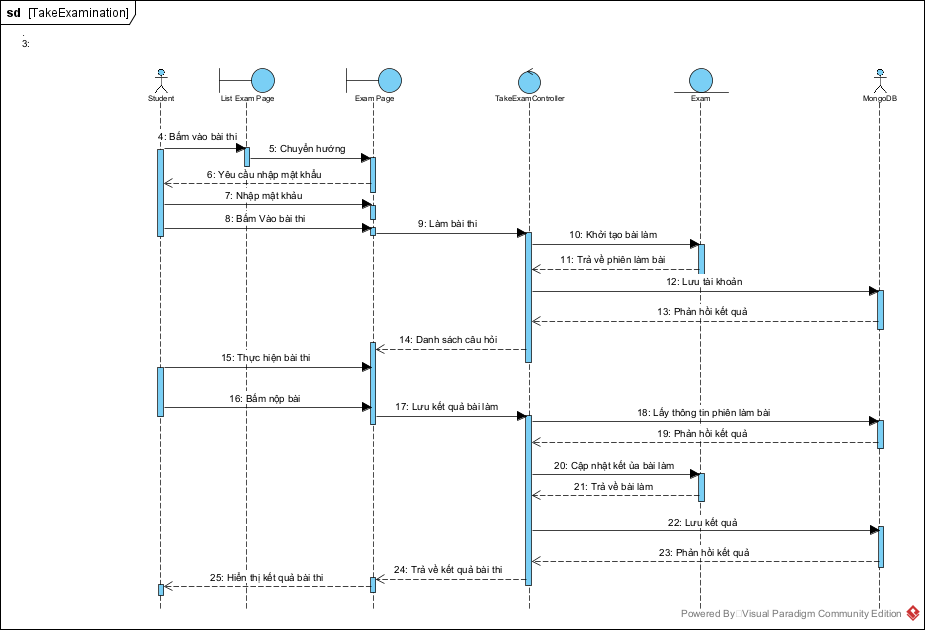 sd [TakeExamination]
.
3:
Student
List Exam Page
Exam Page
TakeExamController
Exam
MongoDB
4: Bấm vào bài thi
5: Chuyển hướng
6: Yêu cầu nhập mật khẩu
7: Nhập mật khảu
8: Bấm Vào bài thi
9: Làm bài thi
10: Khởi tạo bài làm
11: Trả về phiên làm bài
12: Lưu tài khoản
13: Phản hồi kết quả
14: Danh sách câu hỏi
15: Thực hiện bài thi
16: Bấm nộp bài
17: Lưu kết quả bài làm
18: Lấy thông tin phiên làm bài
19: Phản hồi kết quả
20: Cập nhật kết ủa bài làm
21: Trả về bài làm
22: Lưu kết quả
23: Phản hồi kết quả
24: Trả về kết quả bài thi
25: Hiển thị kết quả bài thi
Powered By Visual Paradigm Community Edition